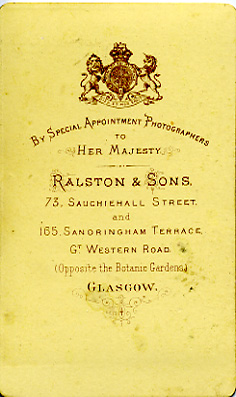 By Special Appointment Photographers
to
Her Majesty.
Ralston & Sons.
73, Sauchiehall Street,
and
165, Sandringham Terrace,
Gt Western Road.
(Opposite the Botanic Gardens)
Glasgow.